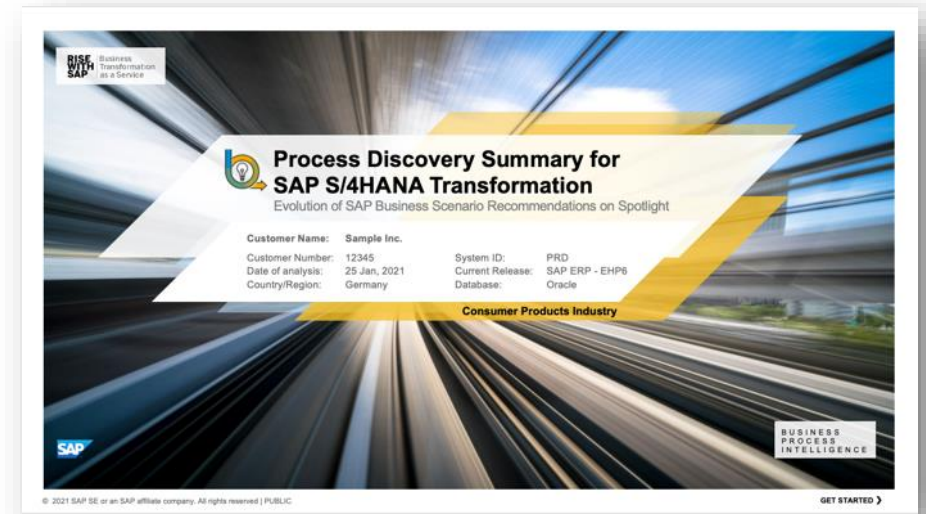 RISE
WITH
SAP
Business
Transformation
as a Service
Process Discovery Summary for
SAP S/4HANA Transformation
Evolution of SAP Business Scenario Recommendations on Spotlight
Customer Name: Sample Inc.
Customer Number: 12345 System ID: PRD
Date of analysis: 25 Jan, 2021 Current Release: SAP ERP - EHP6
Country/Region: Germany Database: Oracle
Consumer Products Industry
SAP
BUSINESS
PROCESS
INTELLIGENCE
© 2021 SAP SE or an SAP affiliate company. All rights reserved | PUBLIC
GET STARTED ❯